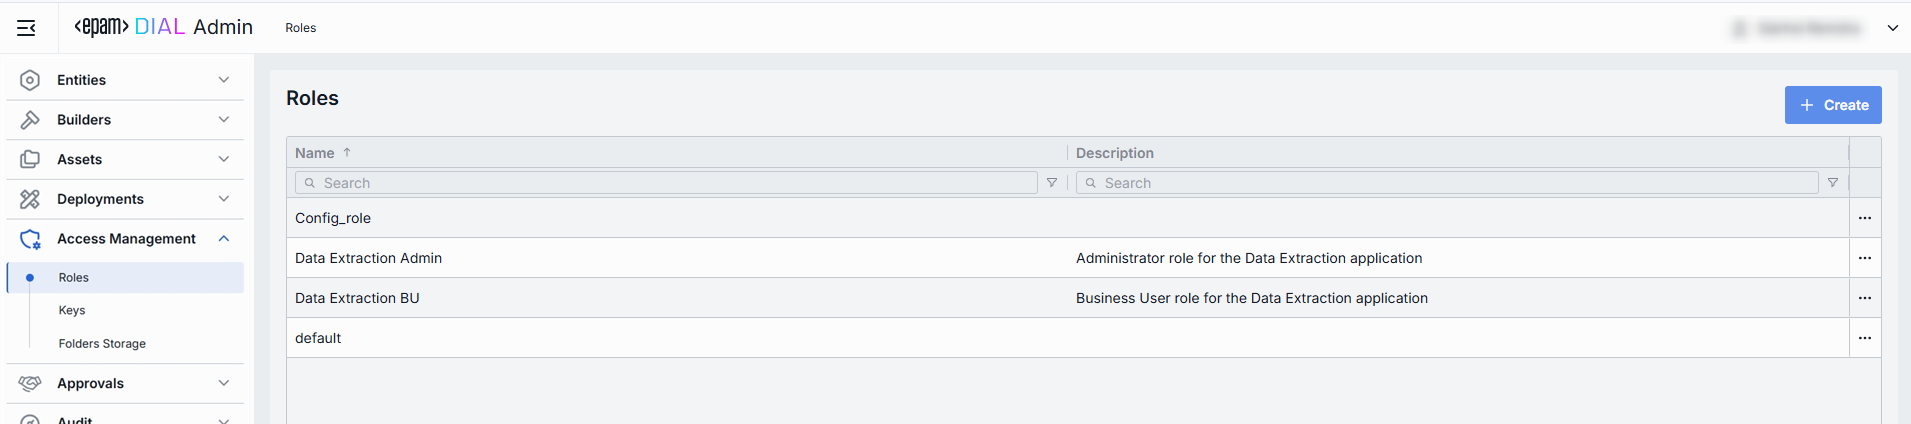 <epam> DIAL Admin
Roles
Entities
Builders
Assets
Deployments
Access Management
Roles
Keys
Folders Storage
Approvals
Audit
Roles
+ Create
Name ↑ Description
Search Search
Config_role ...
Data Extraction Admin Administrator role for the Data Extraction application ...
Data Extraction BU Business User role for the Data Extraction application ...
default ...